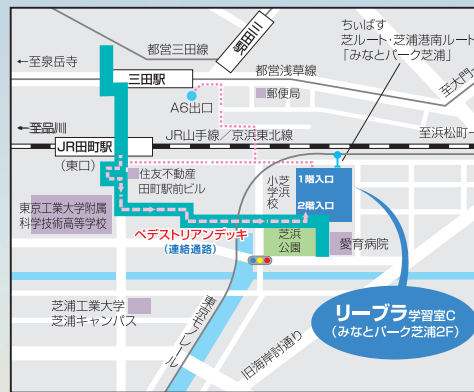 ちぃばす
芝ルート・芝浦港南ルート
「みなとパーク芝浦」
三田駅
都営三田線
←至泉岳寺
三田駅
都営浅草線
至大門→
A6出口
郵便局
←至品川
JR山手線／京浜東北線
至浜松町→
JR田町駅
(東口)
住友不動産
田町駅前ビル
芝浜
小学校
1階入口
2階入口
東京工業大学附属
科学技術高等学校
ペデストリアンデッキ
(連絡通路)
芝浜
公園
愛育病院
芝浦工業大学
芝浦キャンパス
東京モノレール
旧海岸討通り
リーブラ学習室C
(みなとパーク芝浦2F)